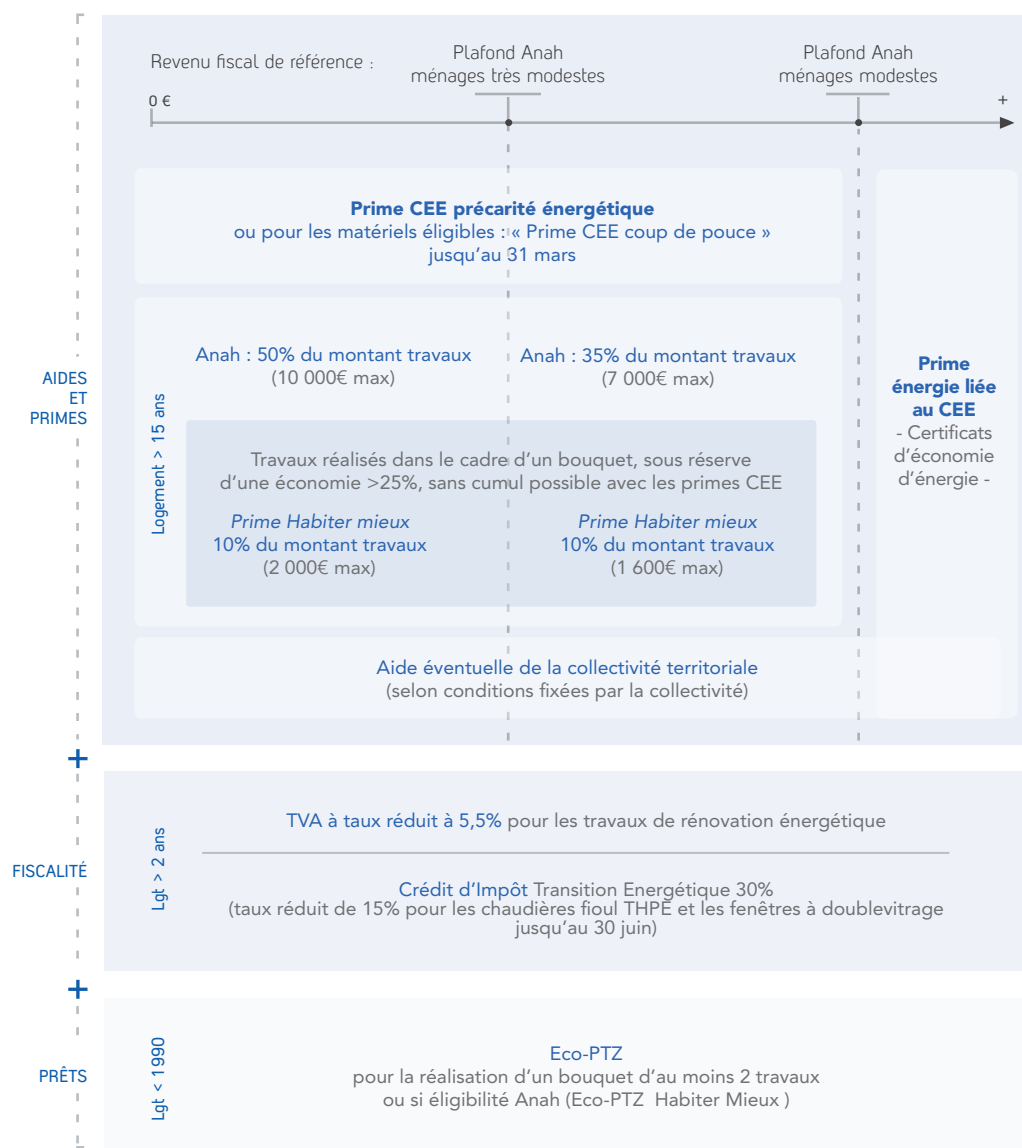 Revenu fiscal de référence :
Plafond Anah
ménages très modestes
Plafond Anah
ménages modestes
0 €
+
Prime CEE précarité énergétique
ou pour les matériels éligibles : « Prime CEE coup de pouce »
jusqu'au 31 mars
AIDES
ET
PRIMES
Logement > 15 ans
Anah : 50% du montant travaux
(10 000€ max)
Anah : 35% du montant travaux
(7 000€ max)
Travaux réalisés dans le cadre d'un bouquet, sous réserve
d'une économie >25%, sans cumul possible avec les primes CEE
Prime Habiter mieux
10% du montant travaux
(2 000€ max)
Prime Habiter mieux
10% du montant travaux
(1 600€ max)
Prime
énergie liée
au CEE
- Certificats
d'économie
d'énergie -
Aide éventuelle de la collectivité territoriale
(selon conditions fixées par la collectivité)
+
FISCALITÉ
Lgt > 2 ans
TVA à taux réduit à 5,5% pour les travaux de rénovation énergétique
Crédit d'Impôt Transition Energétique 30%
(taux réduit de 15% pour les chaudières fioul THPE et les fenêtres à doublevitrage
jusqu'au 30 juin)
+
PRÊTS
Lgt < 1990
Eco-PTZ
pour la réalisation d'un bouquet d'au moins 2 travaux
ou si éligibilité Anah (Eco-PTZ Habiter Mieux )